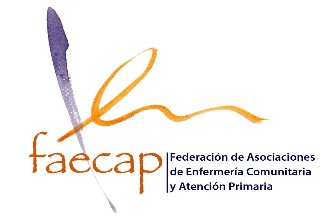 faecap
Federación de Asociaciones
de Enfermería Comunitaria
y Atención Primaria